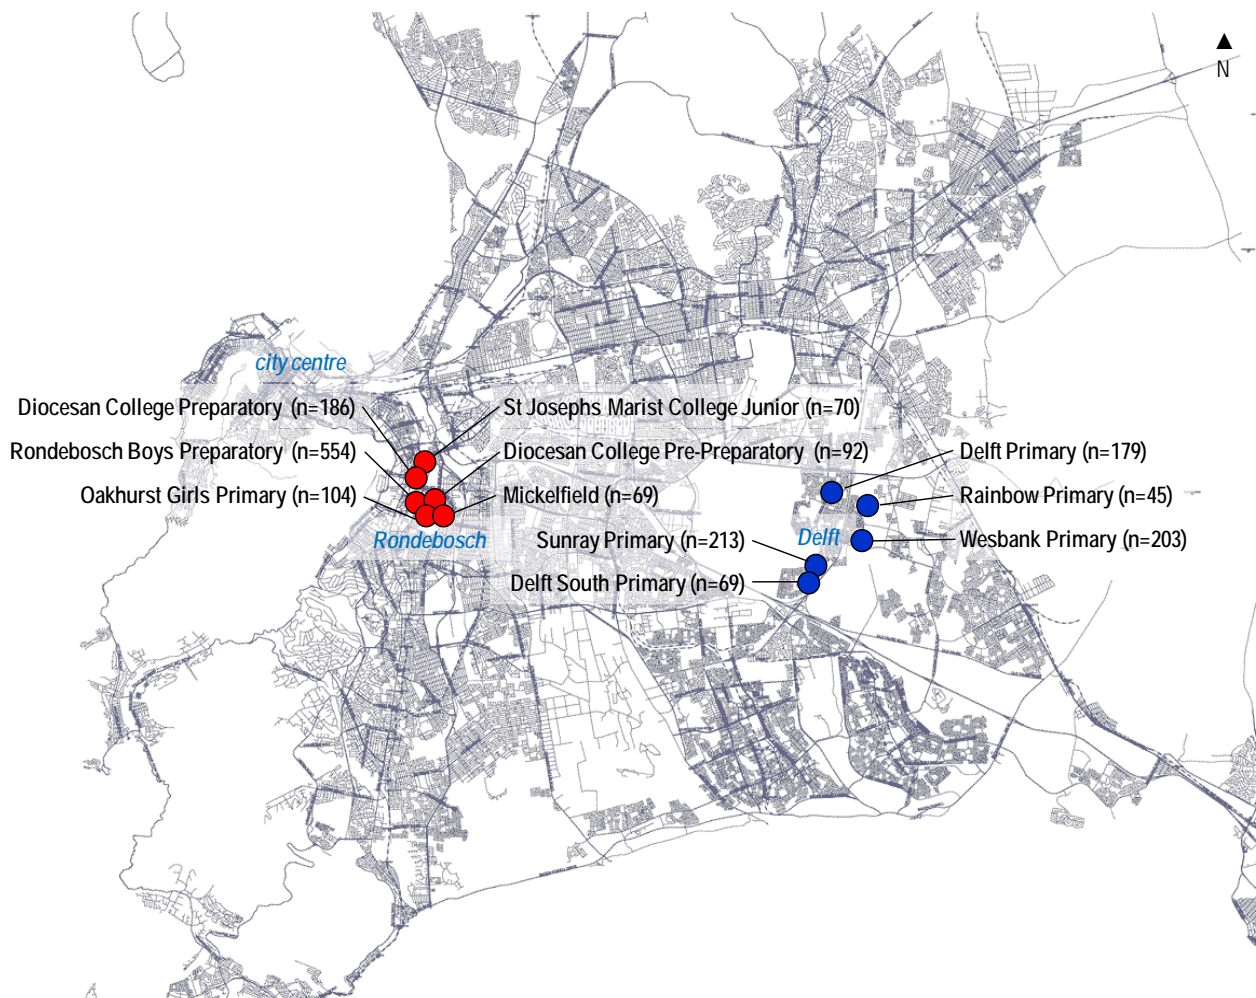 ▲
N
city centre
Diocesan College Preparatory (n=186)
St Josephs Marist College Junior (n=70)
Rondebosch Boys Preparatory (n=554)
Diocesan College Pre-Preparatory (n=92)
Delft Primary (n=179)
Oakhurst Girls Primary (n=104)
Mickelfield (n=69)
Rainbow Primary (n=45)
Rondebosch
Sunray Primary (n=213)
Delft
Wesbank Primary (n=203)
Delft South Primary (n=69)